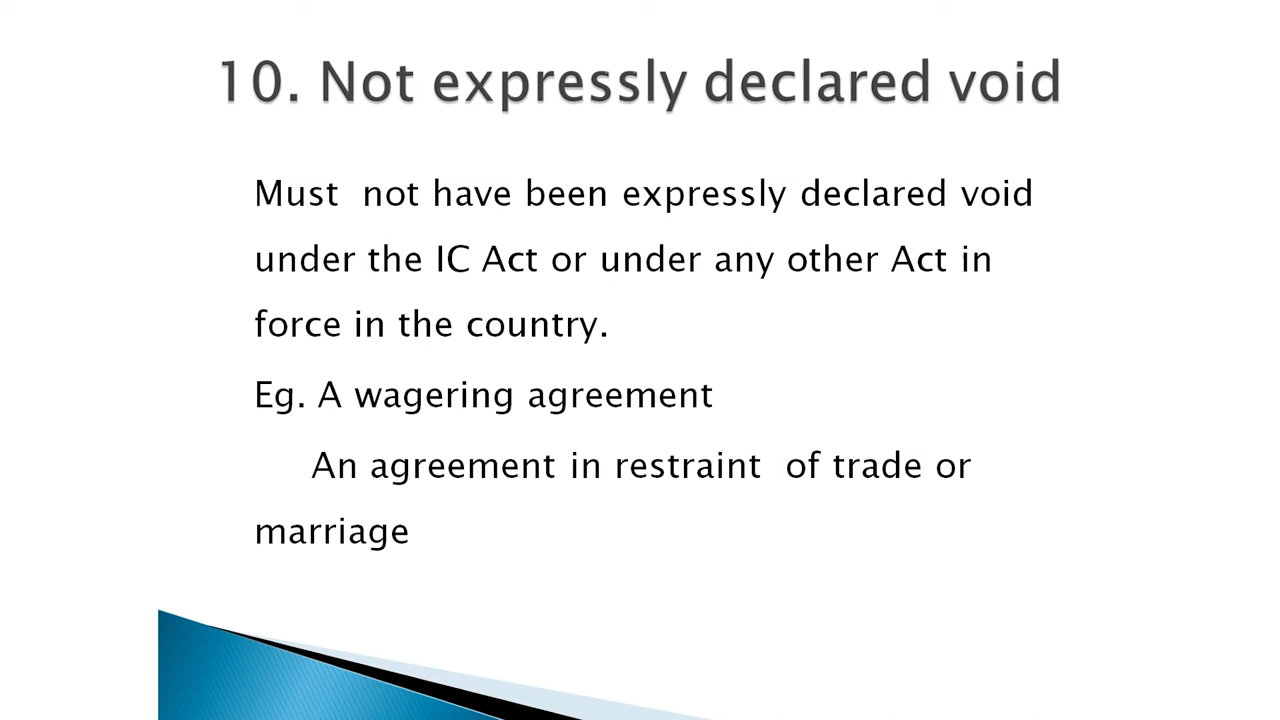 10. Not expressly declared void
Must not have been expressly declared void
under the IC Act or under any other Act in
force in the country.
Eg. A wagering agreement
An agreement in restraint of trade or
marriage